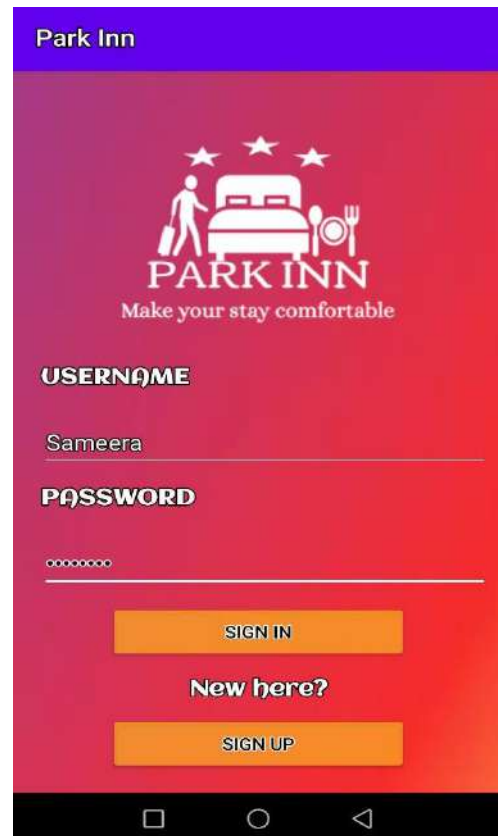 Park Inn
PARK INN
Make your stay comfortable
USERNAME
Sameera
PASSWORD
••••••••
SIGN IN
New here?
SIGN UP